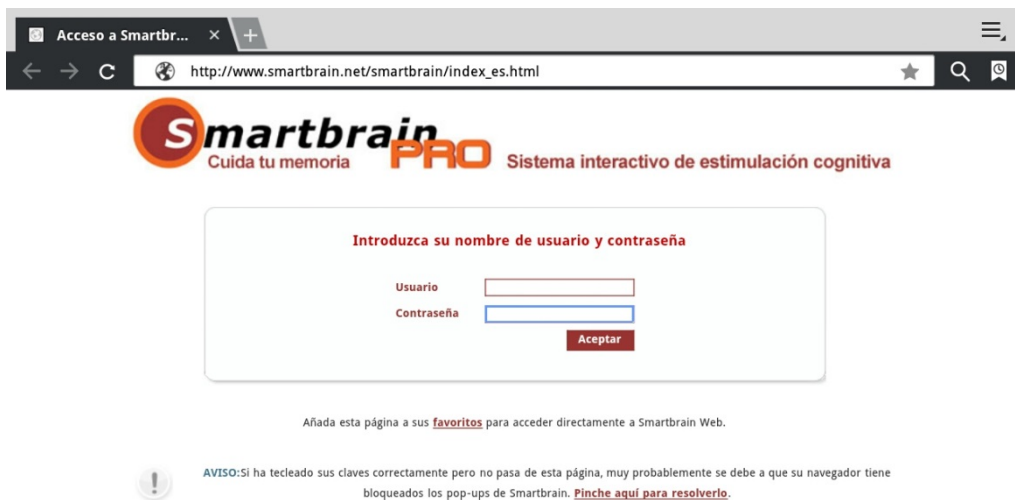 Acceso a Smartbr...
http://www.smartbrain.net/smartbrain/index_es.html
Smartbrain
PRO
Cuida tu memoria
Sistema interactivo de estimulación cognitiva
Introduzca su nombre de usuario y contraseña
Usuario
Contraseña
Aceptar
Añada esta página a sus favoritos para acceder directamente a Smartbrain Web.
AVISO:Si ha tecleado sus claves correctamente pero no pasa de esta página, muy probablemente se debe a que su navegador tiene
bloqueados los pop-ups de Smartbrain. Pinche aquí para resolverlo.